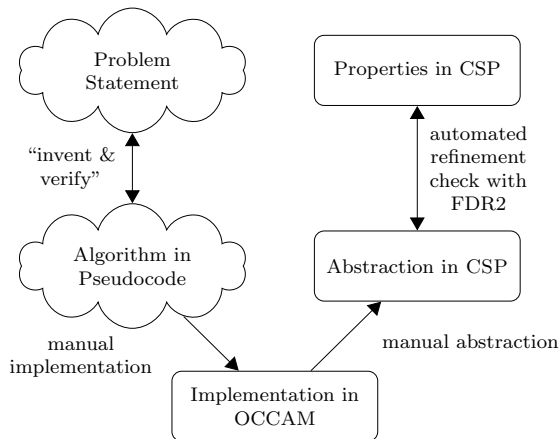 Problem
Statement
Properties in CSP
“invent &
verify”
automated
refinement
check with
FDR2
Algorithm in
Pseudocode
Abstraction in CSP
manual
implementation
manual abstraction
Implementation in
OCCAM